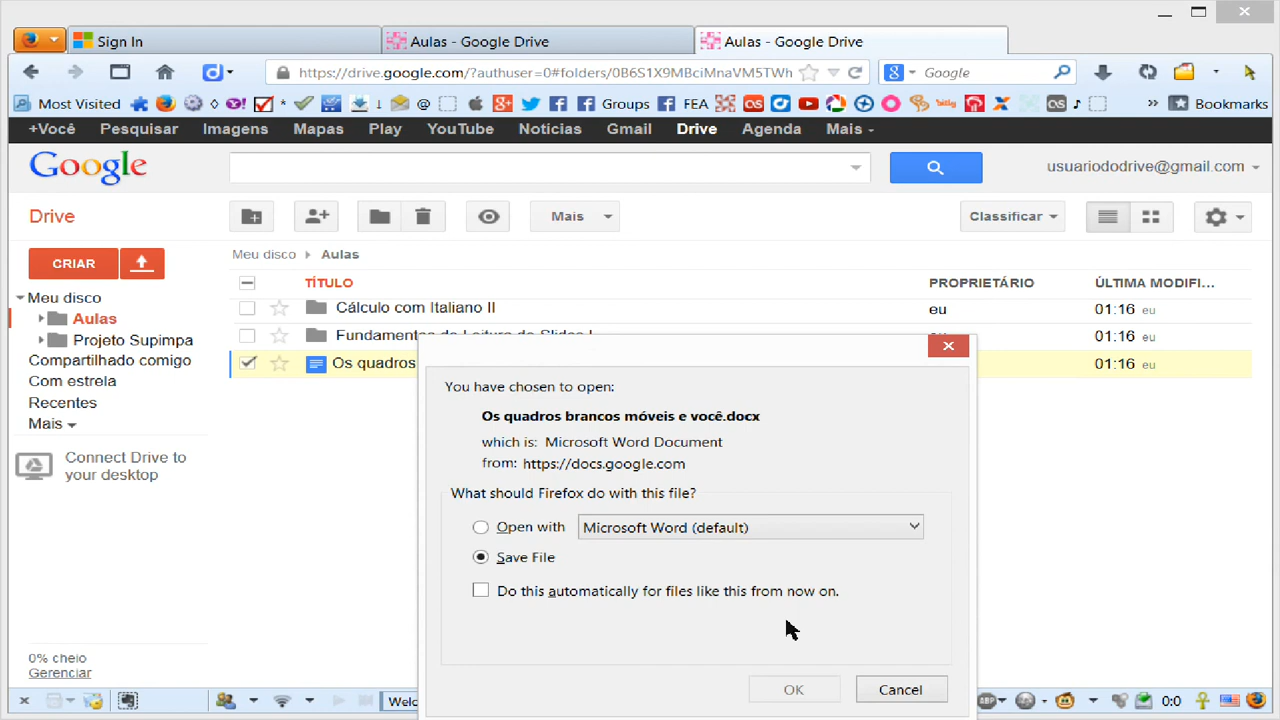 Sign In
Aulas - Google Drive
Aulas - Google Drive
https://drive.google.com/?authuser=0#folders/0B6S1X9MBciMnaVM5TWh
Google
Most Visited
Groups
FEA
Bookmarks
+Você Pesquisar Imagens Mapas Play YouTube Notícias Gmail Drive Agenda Mais
Google
usuariododrive@gmail.com
Drive
Mais
Classificar
CRIAR
Meu disco Aulas
TÍTULO PROPRIETÁRIO ÚLTIMA MODIFI...
Cálculo com Italiano II eu 01:16 eu
Fundamentos de Leitura de Slides I 01:16 eu
Os quadros 01:16 eu
Meu disco
Aulas
Projeto Supimpa
Compartilhado comigo
Com estrela
Recentes
Mais
Connect Drive to
your desktop
0% cheio
Gerenciar
You have chosen to open:
Os quadros brancos móveis e você.docx
which is: Microsoft Word Document
from: https://docs.google.com
What should Firefox do with this file?
Open with Microsoft Word (default)
Save File
Do this automatically for files like this from now on.
OK Cancel
Welc
ABP
0:0